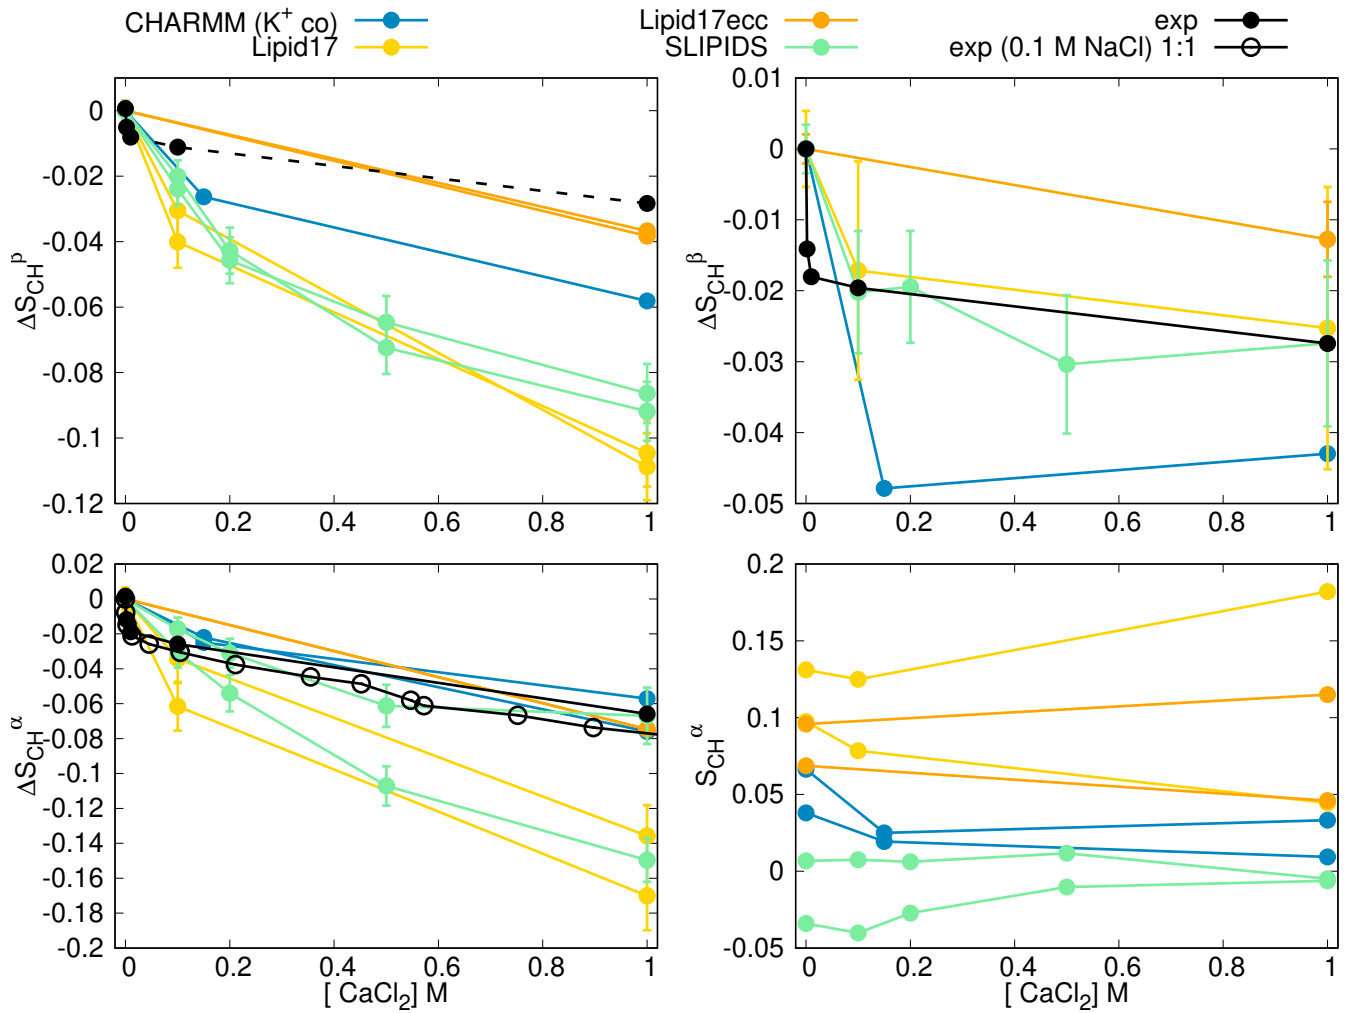 CHARMM (K+ co)
Lipid17
Lipid17ecc
SLIPIDS
exp
exp (0.1 M NaCl) 1:1
0
-0.02
-0.04
-0.06
-0.08
-0.1
-0.12
0 0.2 0.4 0.6 0.8 1
ΔSCHβ
0.01
0
-0.01
-0.02
-0.03
-0.04
-0.05
0 0.2 0.4 0.6 0.8 1
ΔSCHβ
0.02
0
-0.02
-0.04
-0.06
-0.08
-0.1
-0.12
-0.14
-0.16
-0.18
-0.2
0 0.2 0.4 0.6 0.8 1
ΔSCHα
[ CaCl2] M
0.2
0.15
0.1
0.05
0
-0.05
0 0.2 0.4 0.6 0.8 1
SCHα
[ CaCl2] M